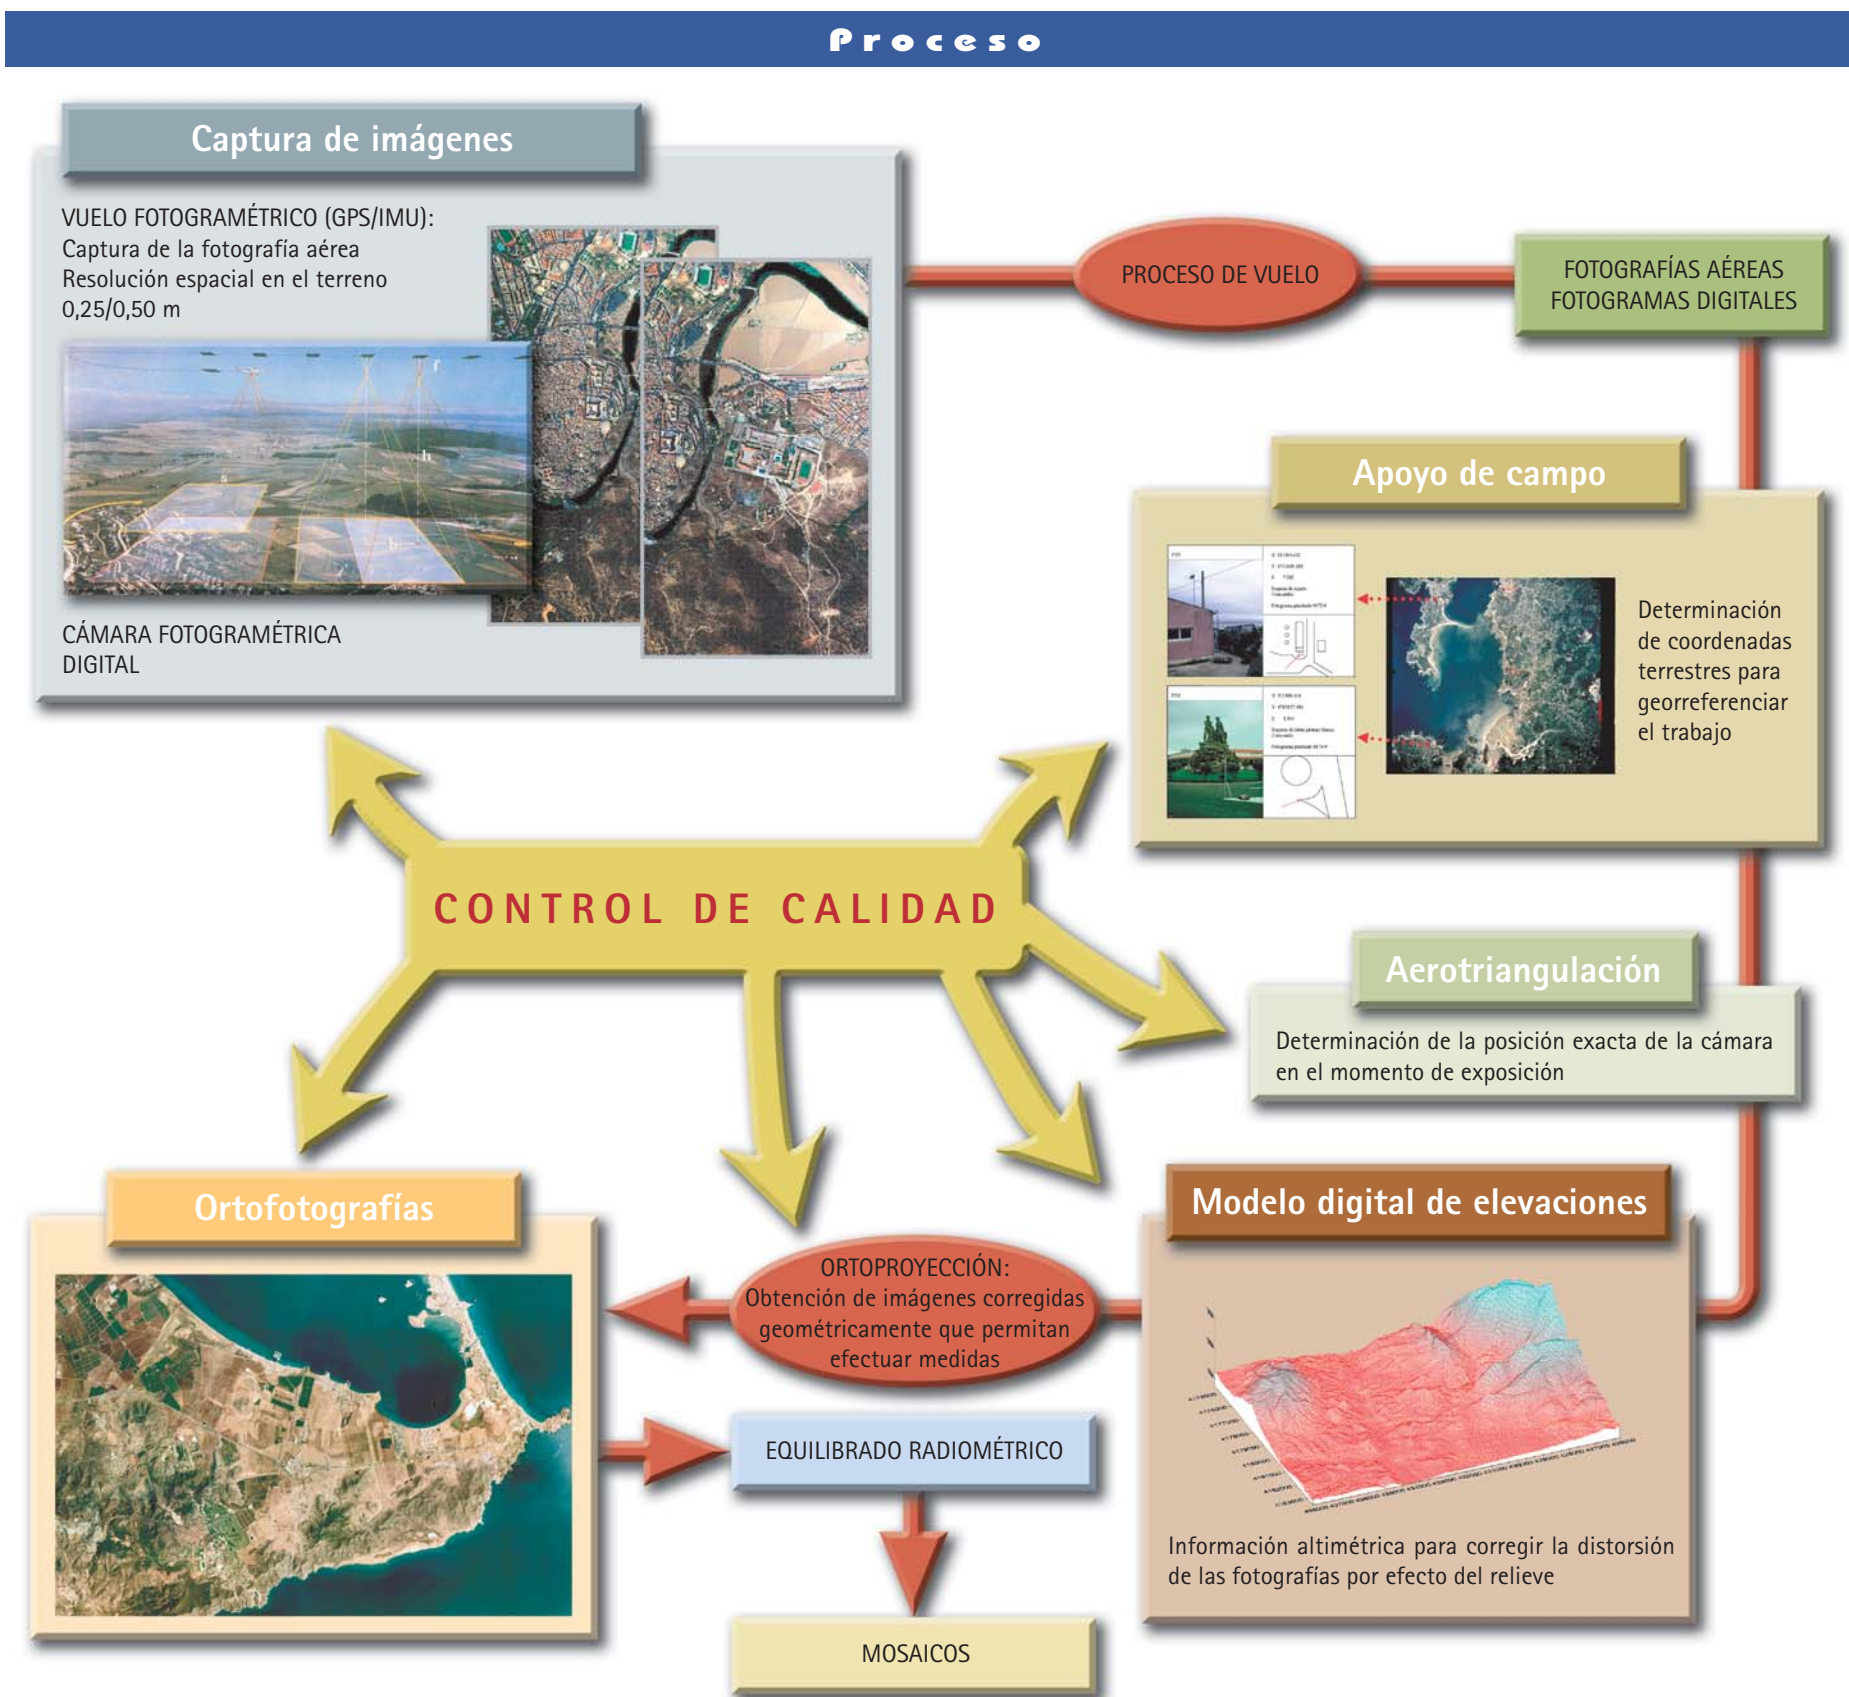 Proceso
Captura de imágenes
VUELO FOTOGRAMÉTRICO (GPS/IMU):
Captura de la fotografía aérea
Resolución espacial en el terreno
0,25/0,50 m
CÁMARA FOTOGRAMÉTRICA
DIGITAL
PROCESO DE VUELO
FOTOGRAFÍAS AÉREAS
FOTOGRAMAS DIGITALES
Apoyo de campo
Determinación
de coordenadas
terrestres para
georreferenciar
el trabajo
CONTROL DE CALIDAD
Aerotriangulación
Determinación de la posición exacta de la cámara
en el momento de exposición
Modelo digital de elevaciones
Información altimétrica para corregir la distorsión
de las fotografías por efecto del relieve
ORTOPROYECCIÓN:
Obtención de imágenes corregidas
geométricamente que permitan
efectuar medidas
Ortofotografías
EQUILIBRADO RADIOMÉTRICO
MOSAICOS